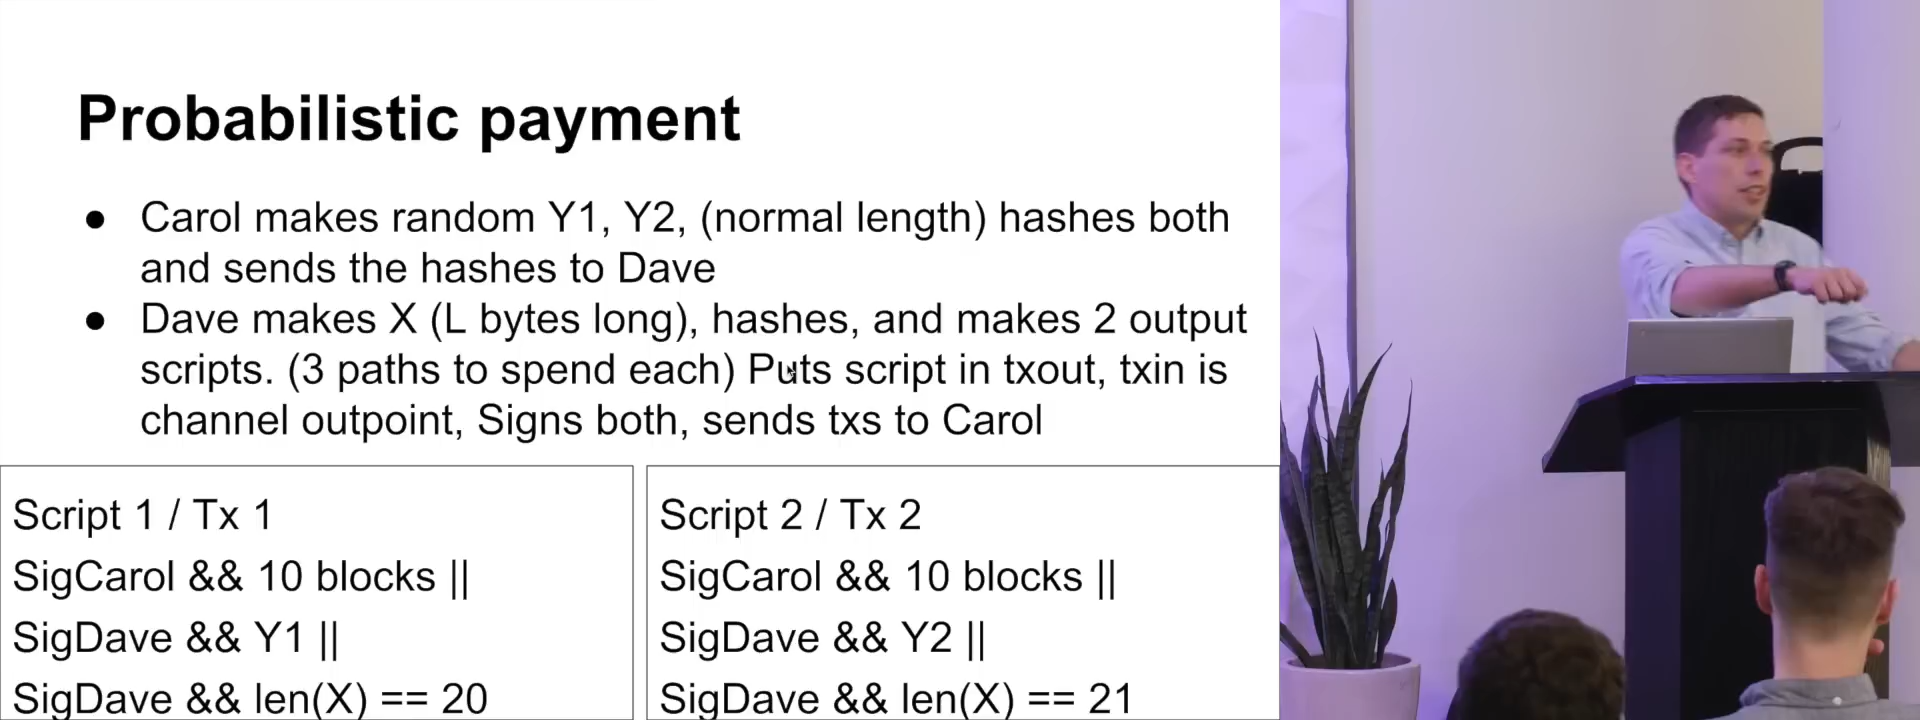 Probabilistic payment
● Carol makes random Y1, Y2, (normal length) hashes both
and sends the hashes to Dave
● Dave makes X (L bytes long), hashes, and makes 2 output
scripts. (3 paths to spend each) Puts script in txout, txin is
channel outpoint, Signs both, sends txs to Carol
Script 1 / Tx 1
SigCarol && 10 blocks ||
SigDave && Y1 ||
SigDave && len(X) == 20
Script 2 / Tx 2
SigCarol && 10 blocks ||
SigDave && Y2 ||
SigDave && len(X) == 21